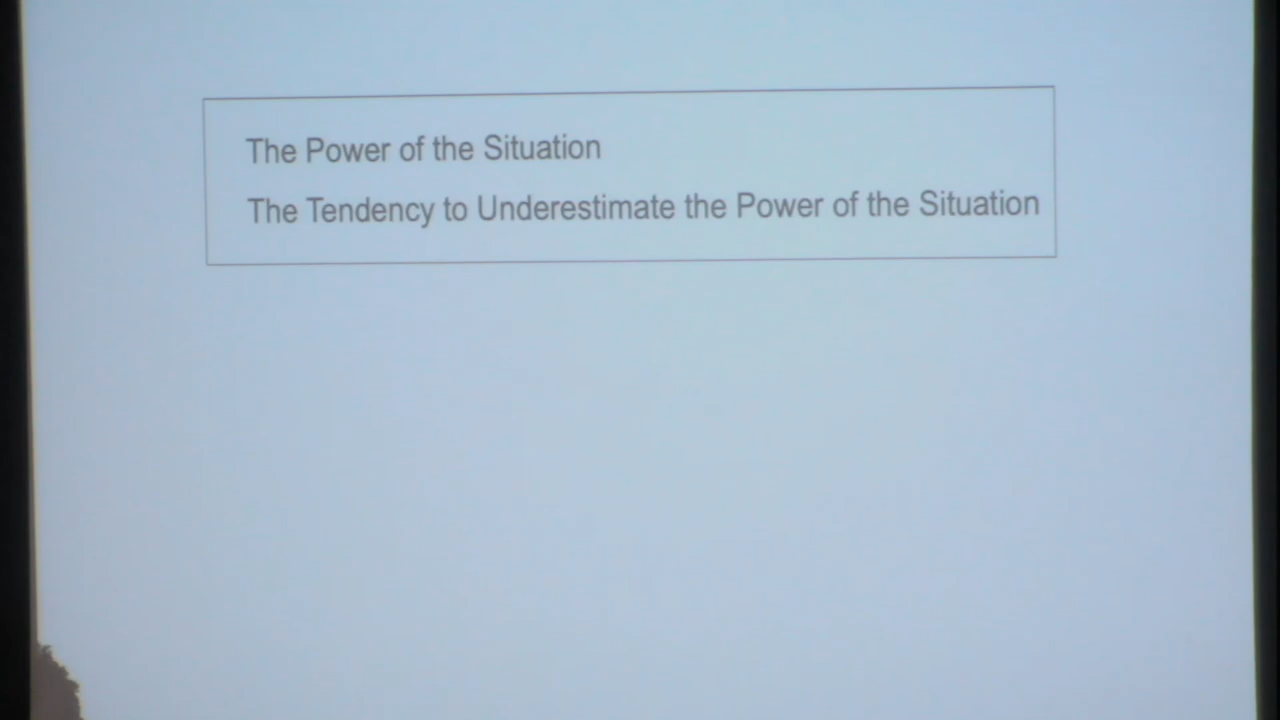 The Power of the Situation
The Tendency to Underestimate the Power of the Situation